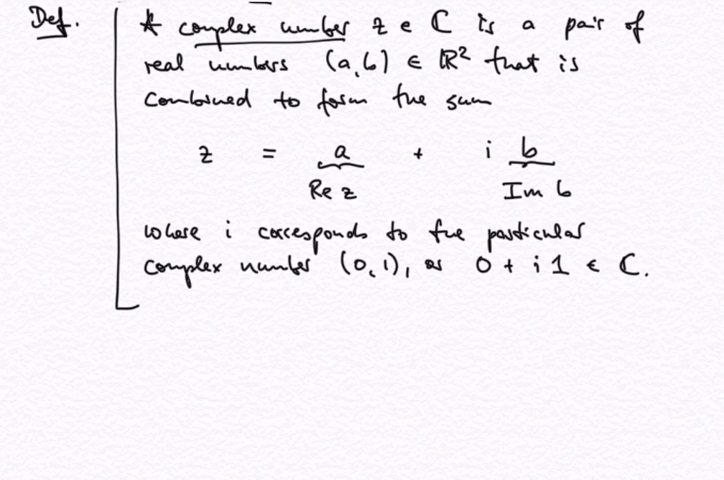 Def. A complex number z ∈ ℂ is a pair of
real numbers (a,b) ∈ ℝ² that is
combined to form the sum
z = a + i b
Re z Im b
where i corresponds to the particular
complex number (0,1), or 0 + i 1 ∈ ℂ.